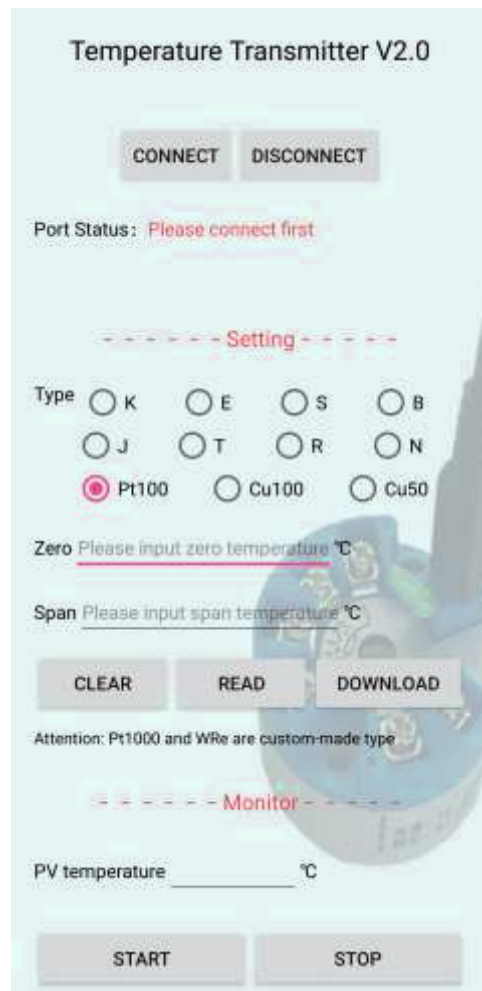 Temperature Transmitter V2.0
CONNECT DISCONNECT
Port Status: Please connect first
- - - - - - Setting - - - - -
Type K E S B
J T R N
Pt100 Cu100 Cu50
Zero Please input zero temperature ℃
Span Please input span temperature ℃
CLEAR READ DOWNLOAD
Attention: Pt1000 and WRe are custom-made type
- - - - - - Monitor - - - - -
PV temperature ℃
START STOP